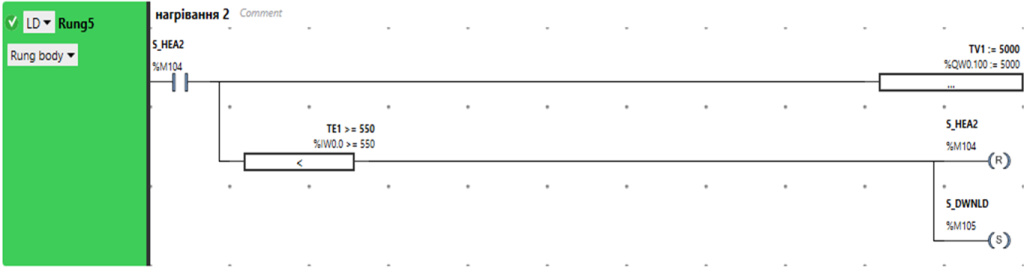 LD Rung5
Rung body
нагрівання 2 Comment
S_HEA2
%M104
TV1 := 5000
%QW0.100 := 5000
...
TE1 >= 550
%IW0.0 >= 550
<
S_HEA2
%M104
R
S_DWNLD
%M105
S